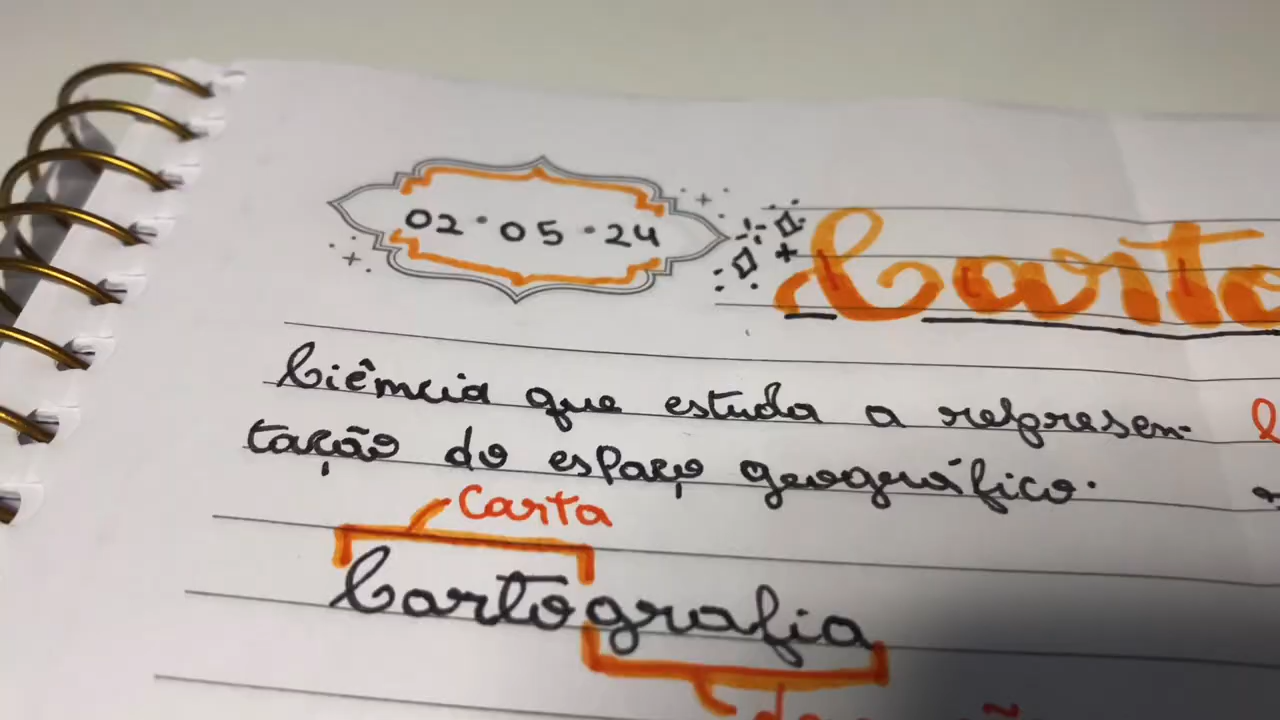 02·05·24
Carto
Ciência que estuda a represen-
tação do espaço geográfico.
Carta
Cartografia